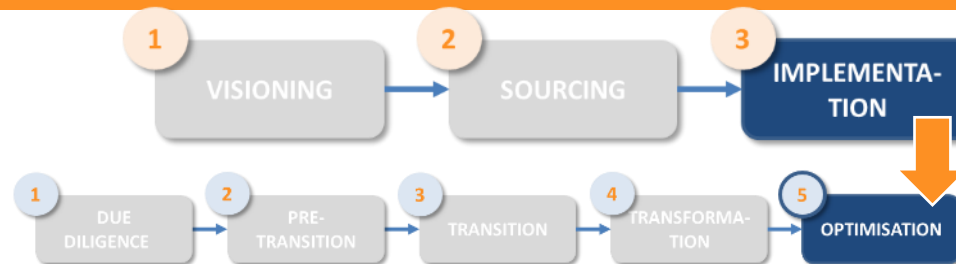 1
VISIONING
2
SOURCING
3
IMPLEMENTA-
TION
1
DUE
DILIGENCE
2
PRE-
TRANSITION
3
TRANSITION
4
TRANSFORMA-
TION
5
OPTIMISATION